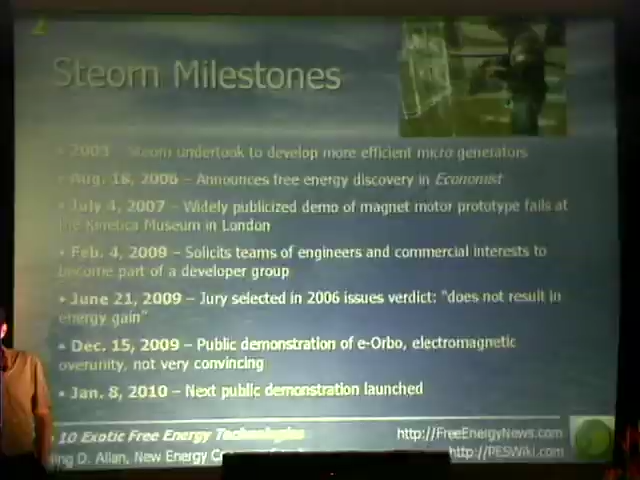 Steorn Milestones
• 2003 – Steorn undertook to develop more efficient micro generators
• Aug. 18, 2006 – Announces free energy discovery in Economist
• July 4, 2007 – Widely publicized demo of magnet motor prototype fails at
the Kinetica Museum in London
• Feb. 4, 2009 – Solicits teams of engineers and commercial interests to
become part of a developer group
• June 21, 2009 – Jury selected in 2006 issues verdict: "does not result in
energy gain"
• Dec. 15, 2009 – Public demonstration of e-Orbo, electromagnetic
overunity, not very convincing
• Jan. 8, 2010 – Next public demonstration launched
10 Exotic Free Energy Technologies
http://FreeEnergyNews.com
ing D. Allan, New Energy
http://PESWiki.com